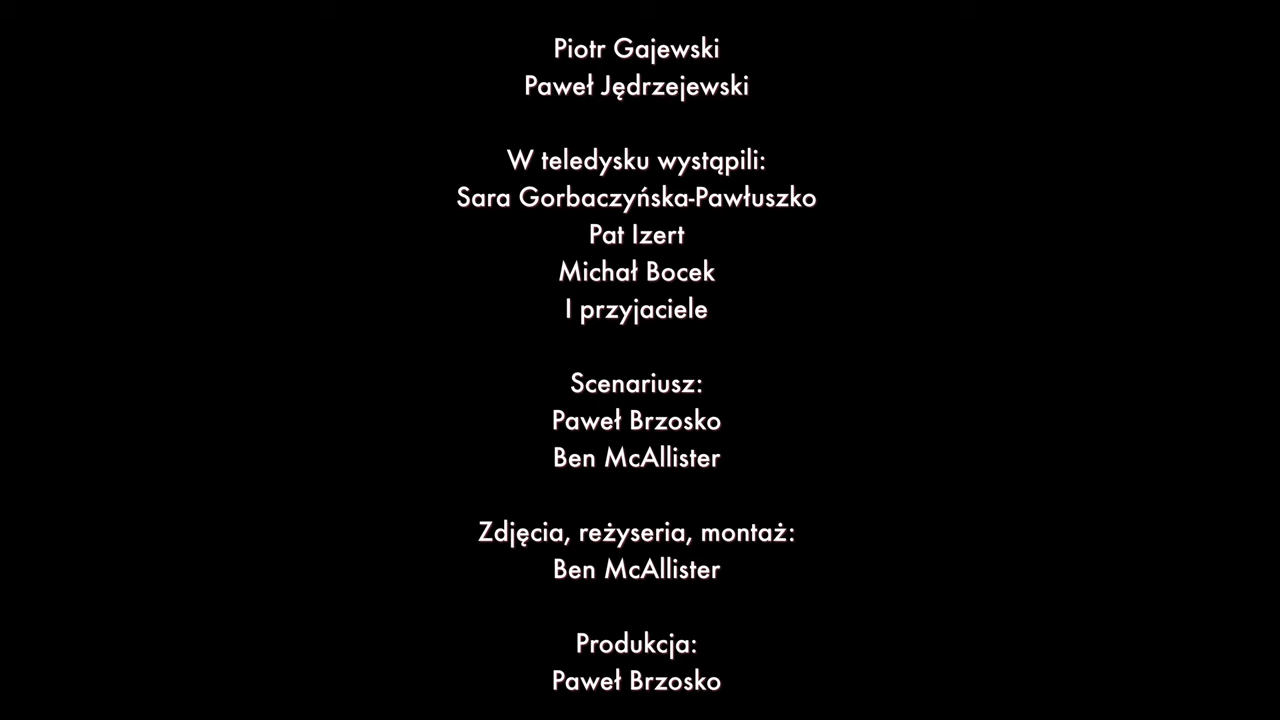 Piotr Gajewski
Paweł Jędrzejewski
W teledysku wystąpili:
Sara Gorbaczyńska-Pawłuszko
Pat Izert
Michał Bocek
I przyjaciele
Scenariusz:
Paweł Brzosko
Ben McAllister
Zdjęcia, reżyseria, montaż:
Ben McAllister
Produkcja:
Paweł Brzosko